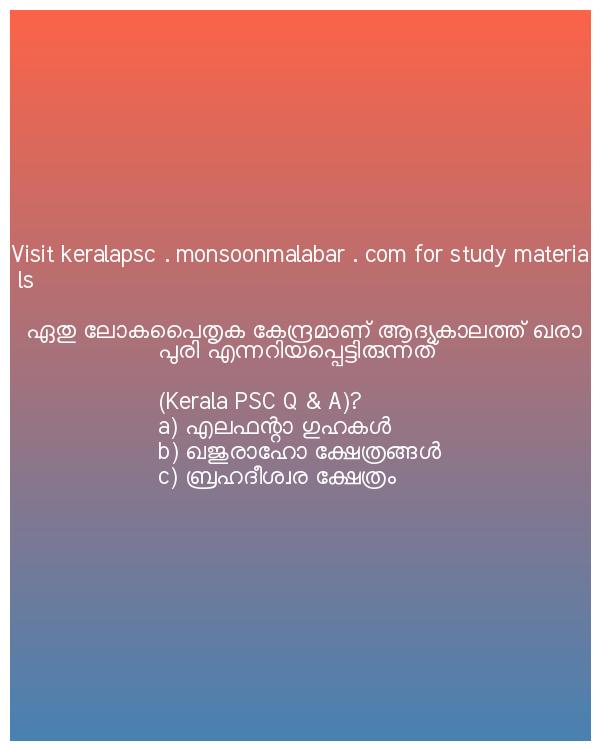 Visit keralapsc . monsoonmalabar . com for study materia
ls
ഏതു ലോകപൈതൃക കേന്ദ്രമാണ് ആദ്യകാലത്ത് ഖരാ
പുരി എന്നറിയപ്പെട്ടിരുന്നത്
(Kerala PSC Q & A)?
a) എലഫന്റാ ഗുഹകൾ
b) ഖജുരാഹോ ക്ഷേത്രങ്ങൾ
c) ബ്രഹദീശ്വര ക്ഷേത്രം